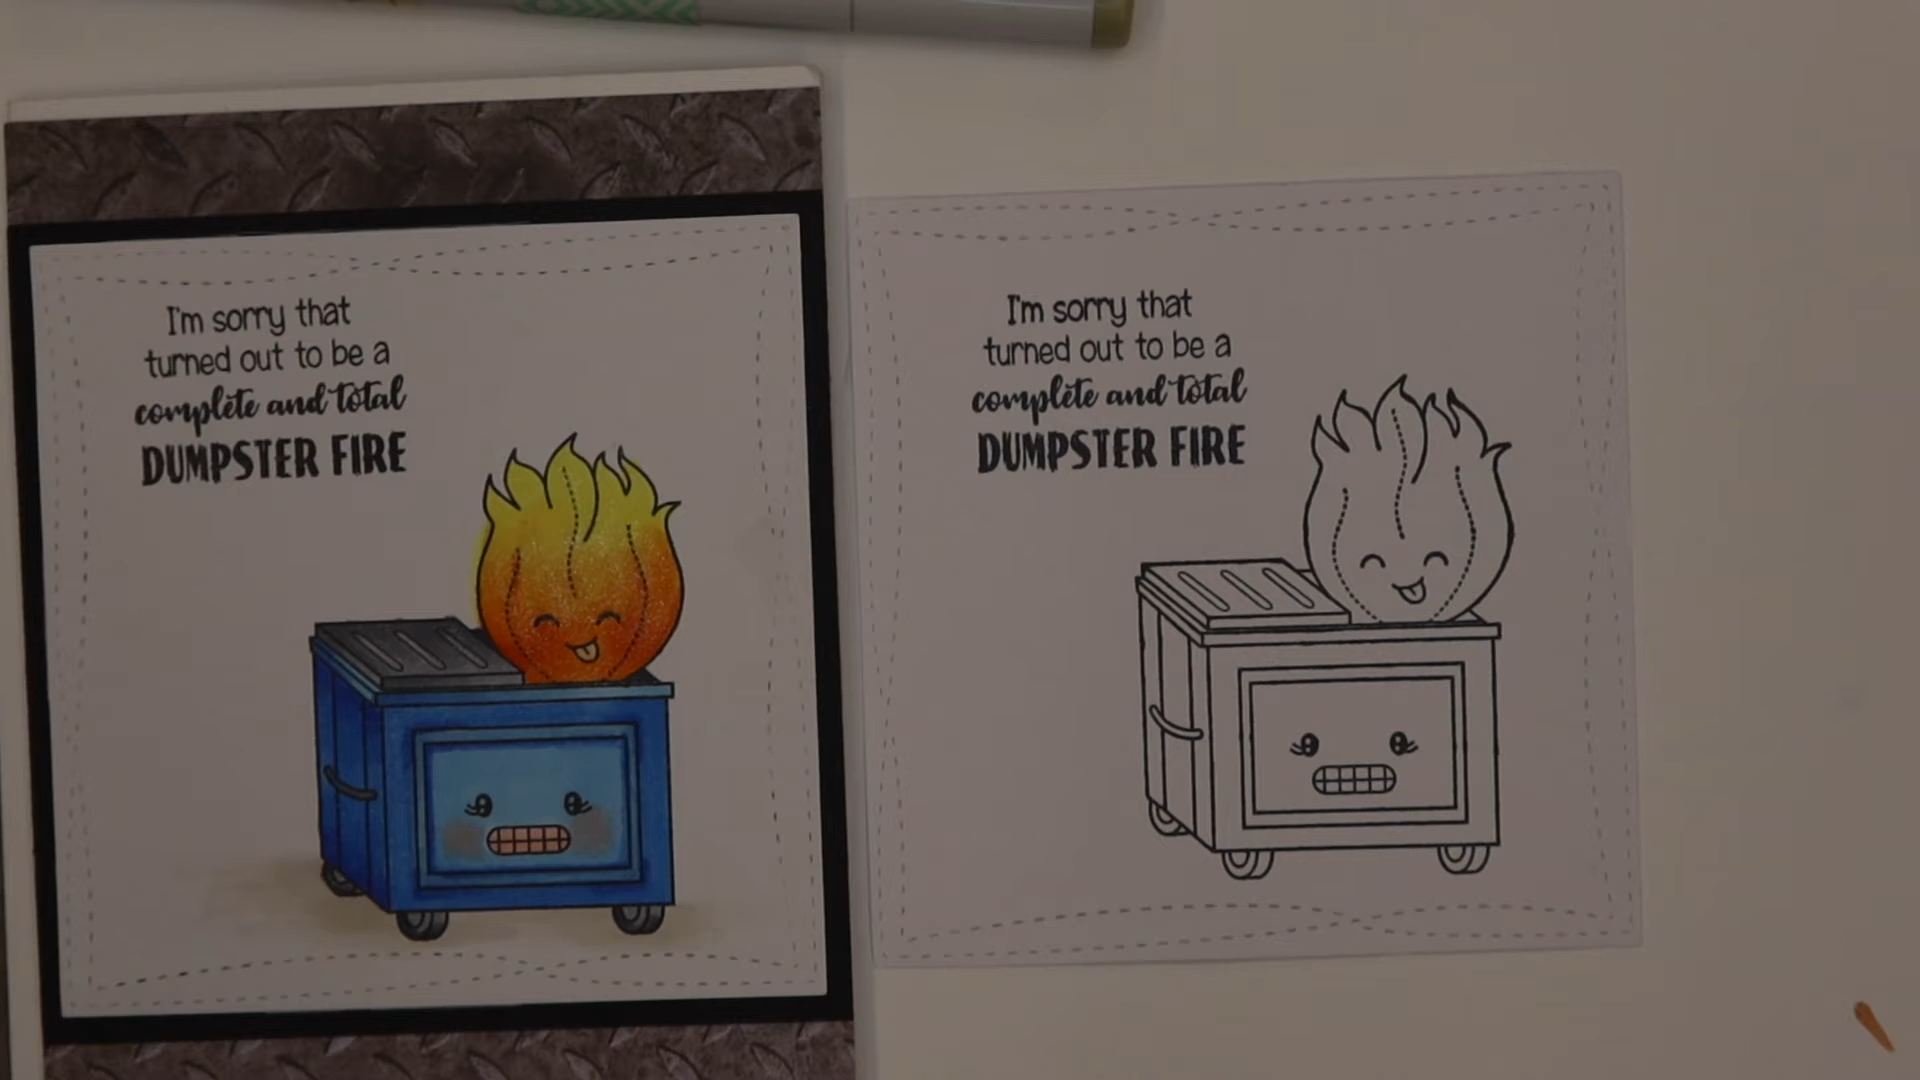 I'm sorry that
turned out to be a
complete and total
DUMPSTER FIRE
I'm sorry that
turned out to be a
complete and total
DUMPSTER FIRE